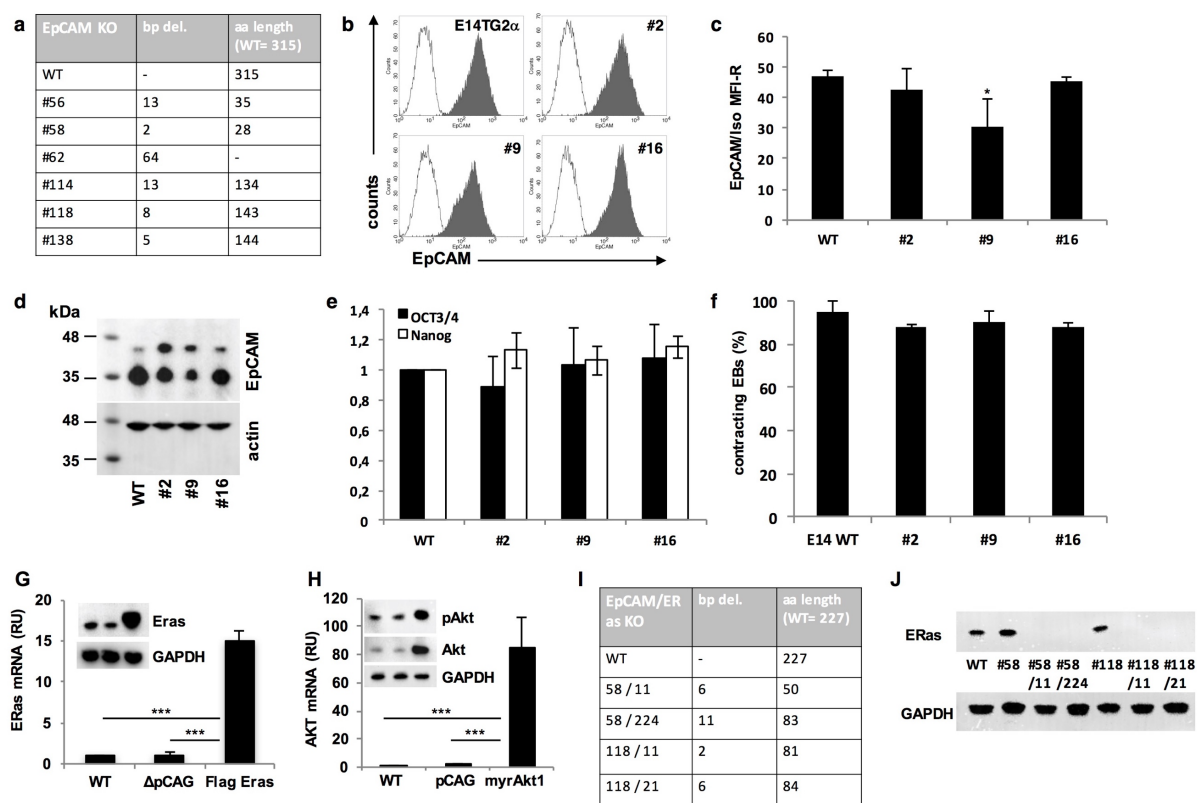 a
EpCAM KO bp del. aa length (WT= 315)
WT - 315
#56 13 35
#58 2 28
#62 64 -
#114 13 134
#118 8 143
#138 5 144
b
E14TG2α #2
#9 #16
Counts
EpCAM
counts
EpCAM
c
EpCAM/Iso MFI-R
60
50
40
30
20
10
0
*
WT #2 #9 #16
d
kDa
48
35
EpCAM
48
35
actin
WT #2 #9 #16
e
1,4
1,2
1
0,8
0,6
0,4
0,2
0
OCT3/4
Nanog
WT #2 #9 #16
f
contracting EBs (%)
100
80
60
40
20
0
E14 WT #2 #9 #16
G
ERas mRNA (RU)
20
15
10
5
0
Eras
GAPDH
***
***
WT ΔpCAG Flag Eras
H
AKT mRNA (RU)
120
100
80
60
40
20
0
pAkt
Akt
GAPDH
***
***
WT pCAG myrAkt1
I
EpCAM/ER
as KO
bp del. aa length
(WT= 227)
WT - 227
58 / 11 6 50
58 / 224 11 83
118 / 11 2 81
118 / 21 6 84
J
ERas
WT #58 #58 #58 #118 #118 #118
/11 /224 /11 /21
GAPDH